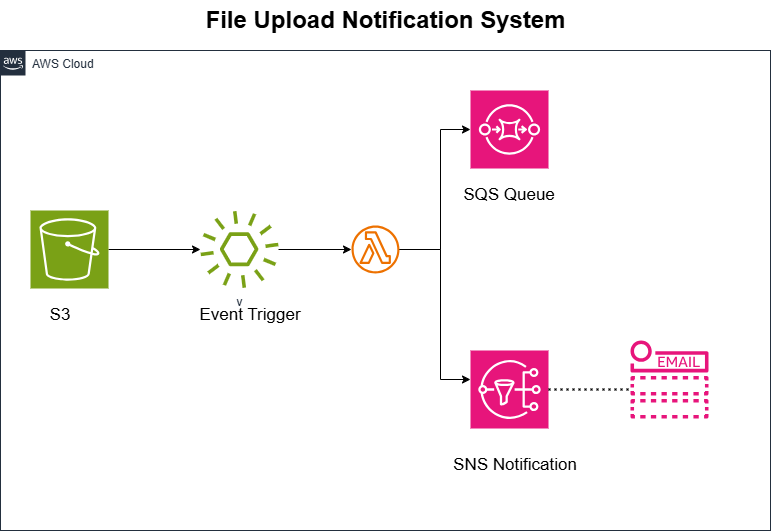 File Upload Notification System
aws
AWS Cloud
SQS Queue
S3
v
Event Trigger
EMAIL
SNS Notification